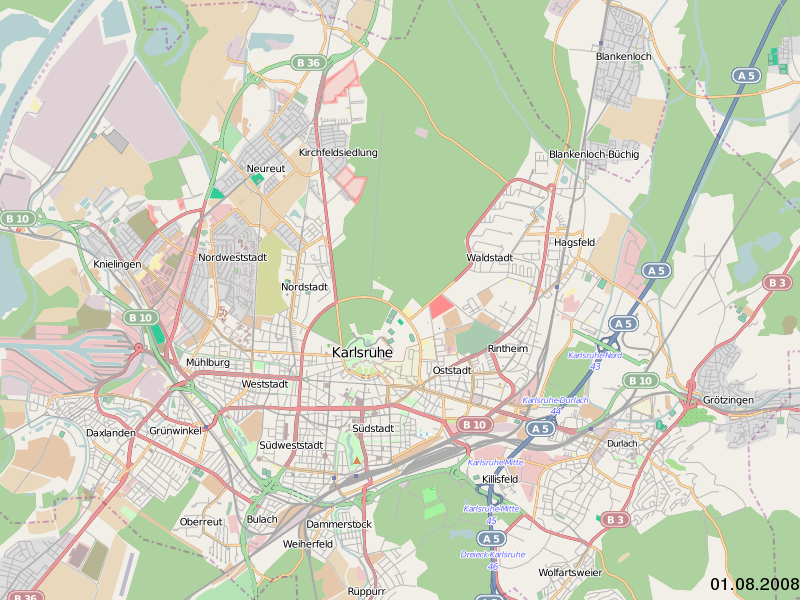 Blankenloch
B 36
A 5
Kirchfeldsiedlung
Blankenloch-Büchig
Neureut
B 10
Hagsfeld
Nordweststadt
Waldstadt
Knielingen
A 5
B 3
Nordstadt
B 10
A 5
Karlsruhe
Rintheim
Karlsruhe-Nord
43
Mühlburg
Oststadt
Weststadt
B 10
Karlsruhe-Durlach
44
Grötzingen
Daxlanden
Grünwinkel
Südstadt
B 10
A 5
Südweststadt
Durlach
Karlsruhe-Mitte
Killisfeld
Karlsruhe-Mitte
45
Oberreut
Bulach
Dammerstock
B 3
Weiherfeld
A 5
Dreieck Karlsruhe
46
Wolfartsweier
Rüppurr
01.08.2008
B 36
A 5